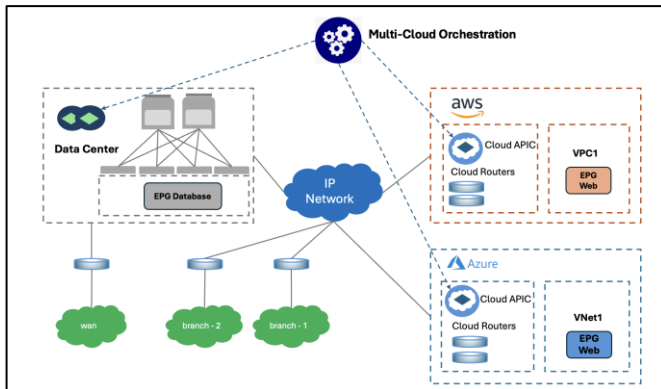 Multi-Cloud Orchestration
Data Center
EPG Database
IP
Network
aws
Cloud APIC
Cloud Routers
VPC1
EPG
Web
Azure
Cloud APIC
Cloud Routers
VNet1
EPG
Web
wan
branch - 2
branch - 1